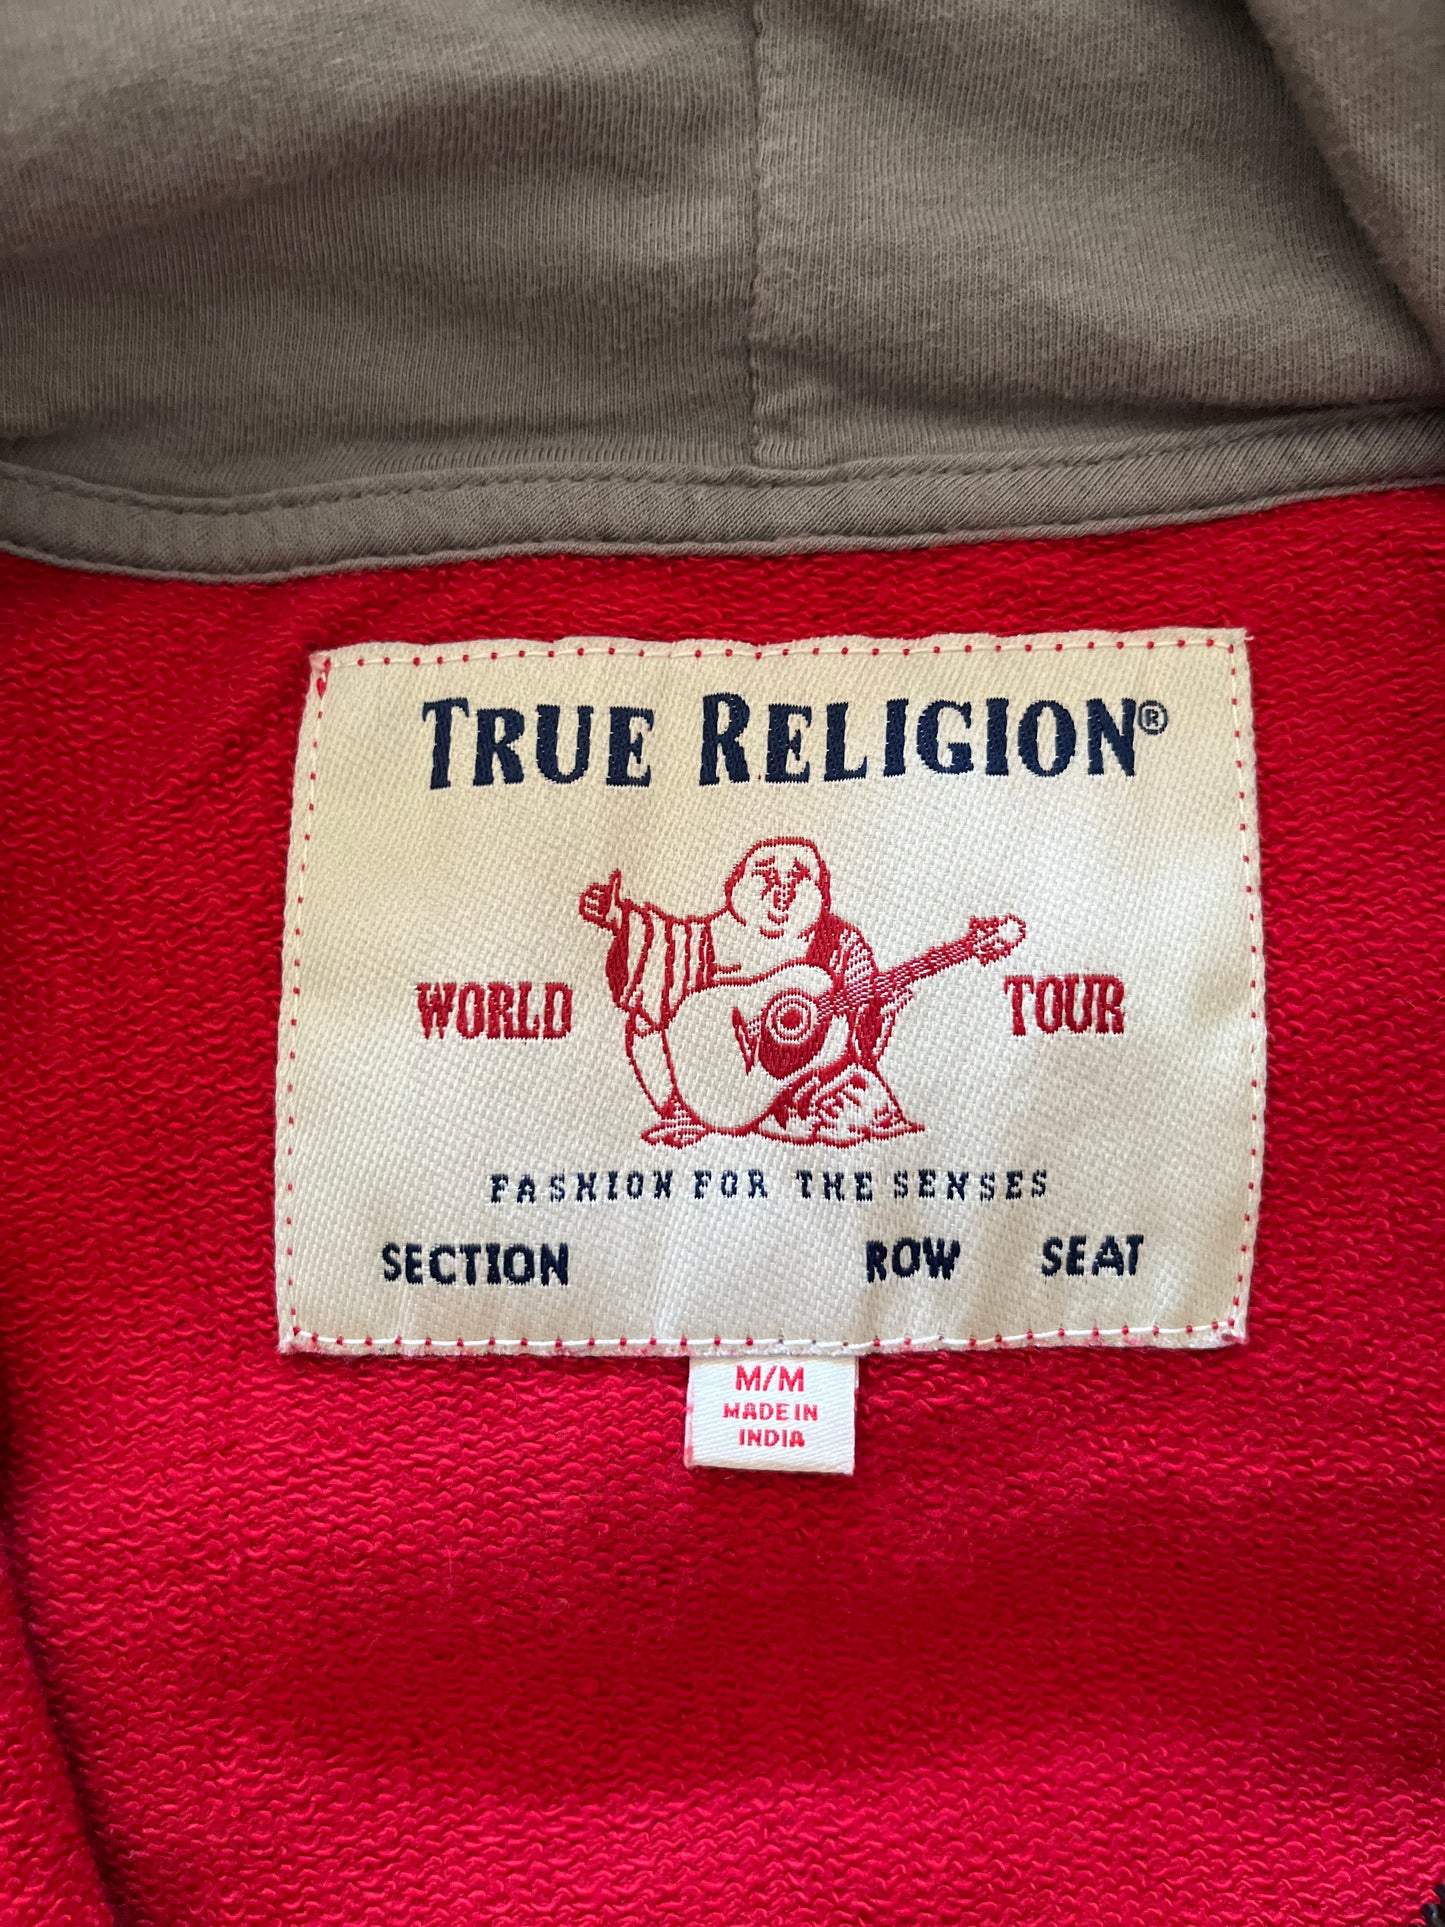 TRUE RELIGION®
WORLD TOUR
FASHION FOR THE SENSES
SECTION ROW SEAT
M/M
MADE IN
INDIA